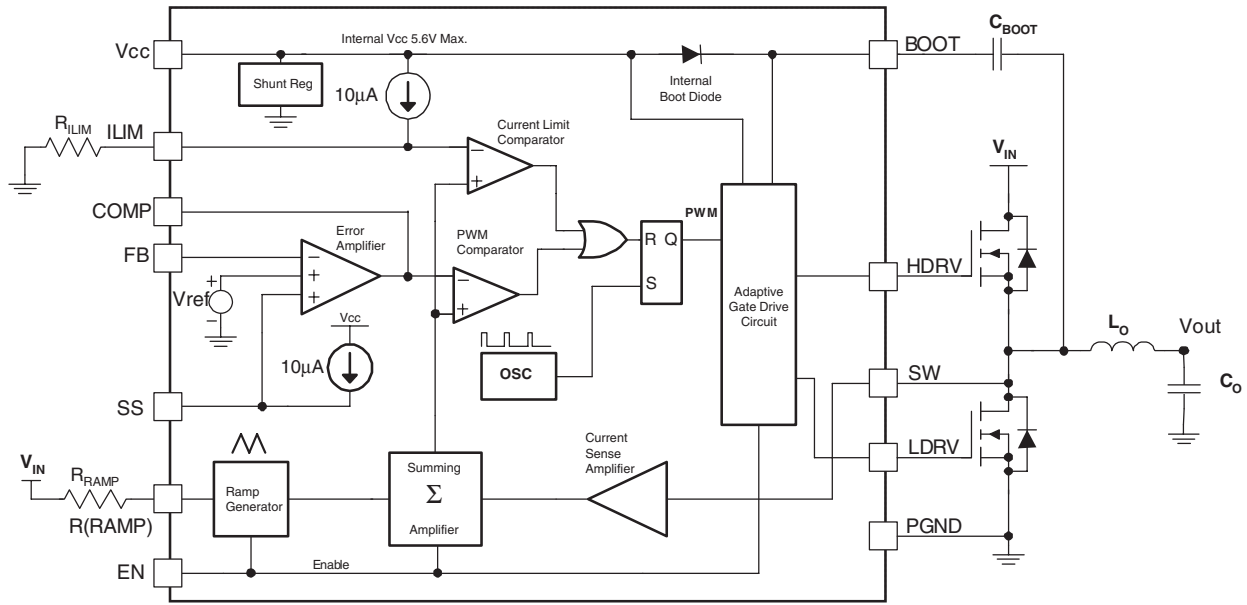 Vcc
Internal Vcc 5.6V Max.
BOOT
C_BOOT
Shunt Reg
10µA
Internal
Boot Diode
R_ILIM
ILIM
Current Limit
Comparator
−
+
V_IN
COMP
FB
Error
Amplifier
−
+
+
PWM
Comparator
−
+
R Q
S
PWM
Adaptive
Gate Drive
Circuit
HDRV
+
Vref
−
Vcc
10µA
OSC
L_O
Vout
SS
SW
C_O
V_IN
R_RAMP
R(RAMP)
Ramp
Generator
Summing
Σ
Amplifier
Current
Sense
Amplifier
LDRV
PGND
EN
Enable